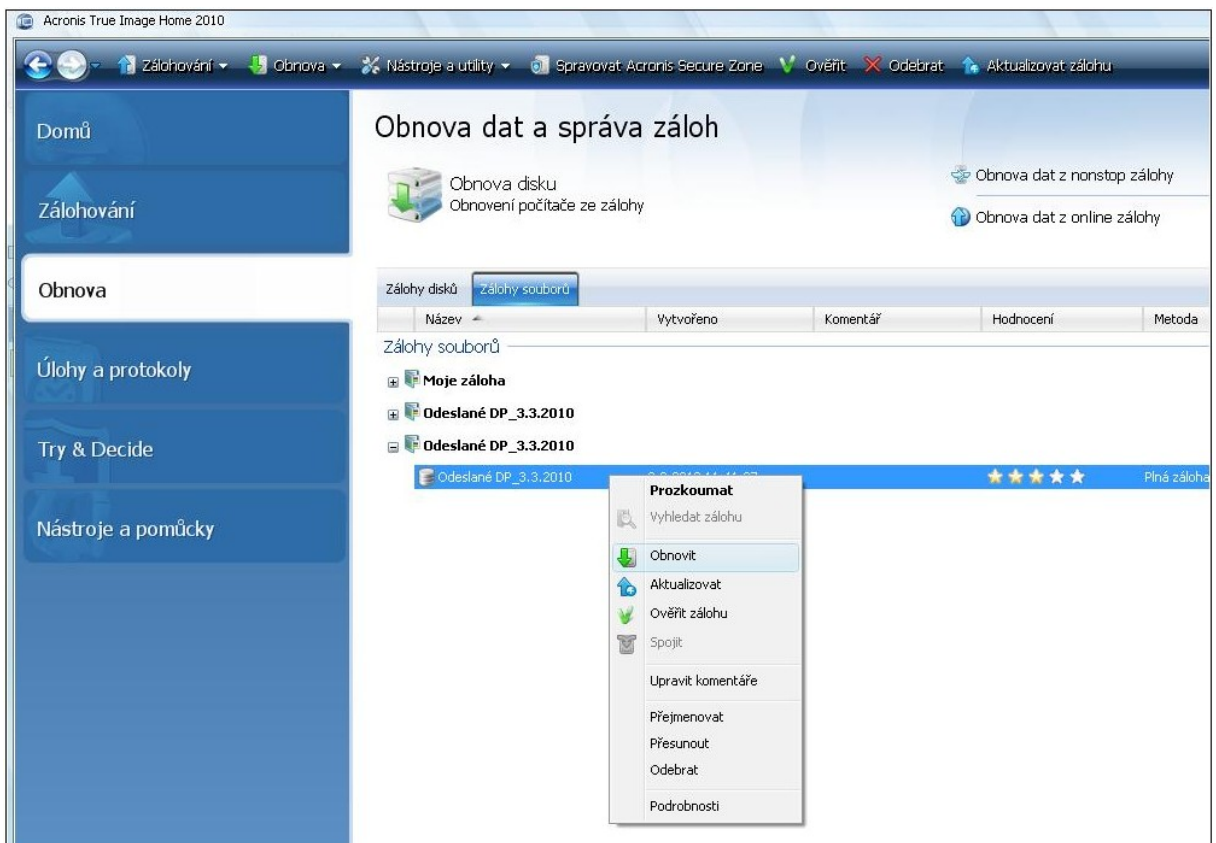 Acronis True Image Home 2010
Zálohování Obnova Nástroje a utility Spravovat Acronis Secure Zone Ověřit Odebrat Aktualizovat zálohu
Domů
Zálohování
Obnova
Úlohy a protokoly
Try & Decide
Nástroje a pomůcky
Obnova dat a správa záloh
Obnova disku
Obnovení počítače ze zálohy
Obnova dat z nonstop zálohy
Obnova dat z online zálohy
Zálohy disků Zálohy souborů
Název Vytvořeno Komentář Hodnocení Metoda
Zálohy souborů
Moje záloha
Odeslané DP_3.3.2010
Odeslané DP_3.3.2010
Odeslané DP_3.3.2010 Plná záloha
Prozkoumat
Vyhledat zálohu
Obnovit
Aktualizovat
Ověřit zálohu
Spojit
Upravit komentáře
Přejmenovat
Přesunout
Odebrat
Podrobnosti